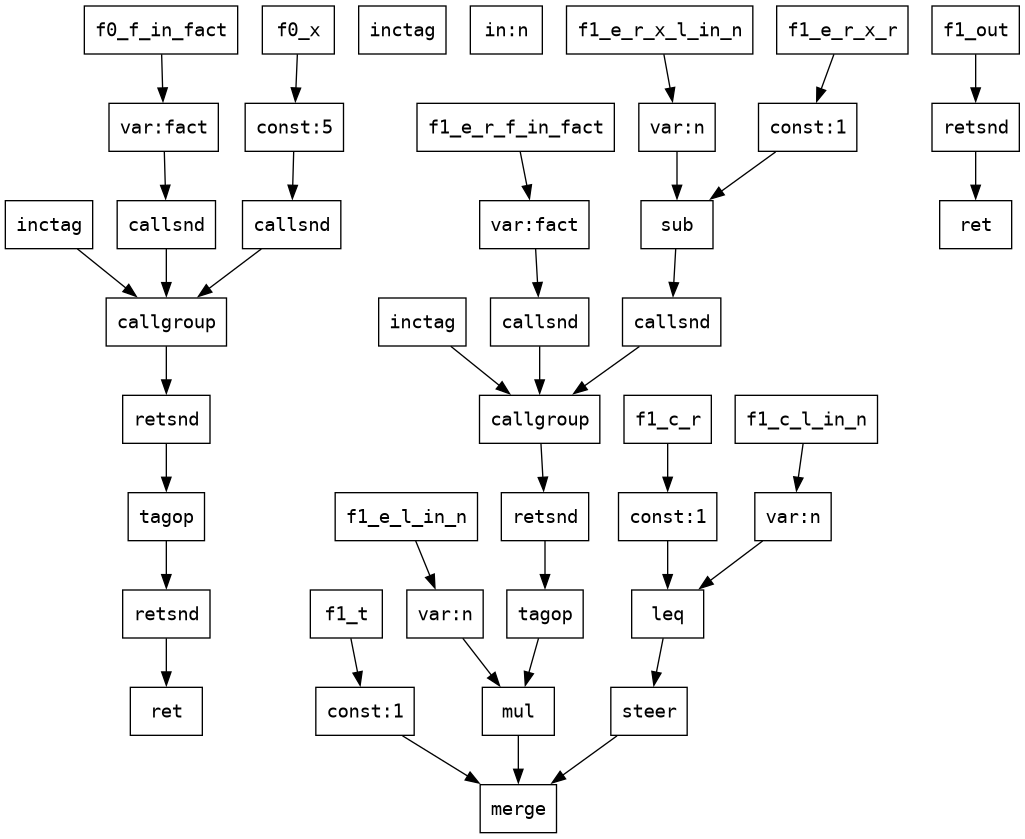 f0_f_in_fact
f0_x
inctag
in:n
f1_e_r_x_l_in_n
f1_e_r_x_r
f1_out
var:fact
const:5
f1_e_r_f_in_fact
var:n
const:1
retsnd
inctag
callsnd
callsnd
var:fact
sub
ret
callgroup
inctag
callsnd
callsnd
retsnd
callgroup
f1_c_r
f1_c_l_in_n
tagop
f1_e_l_in_n
retsnd
const:1
var:n
retsnd
f1_t
var:n
tagop
leq
ret
const:1
mul
steer
merge